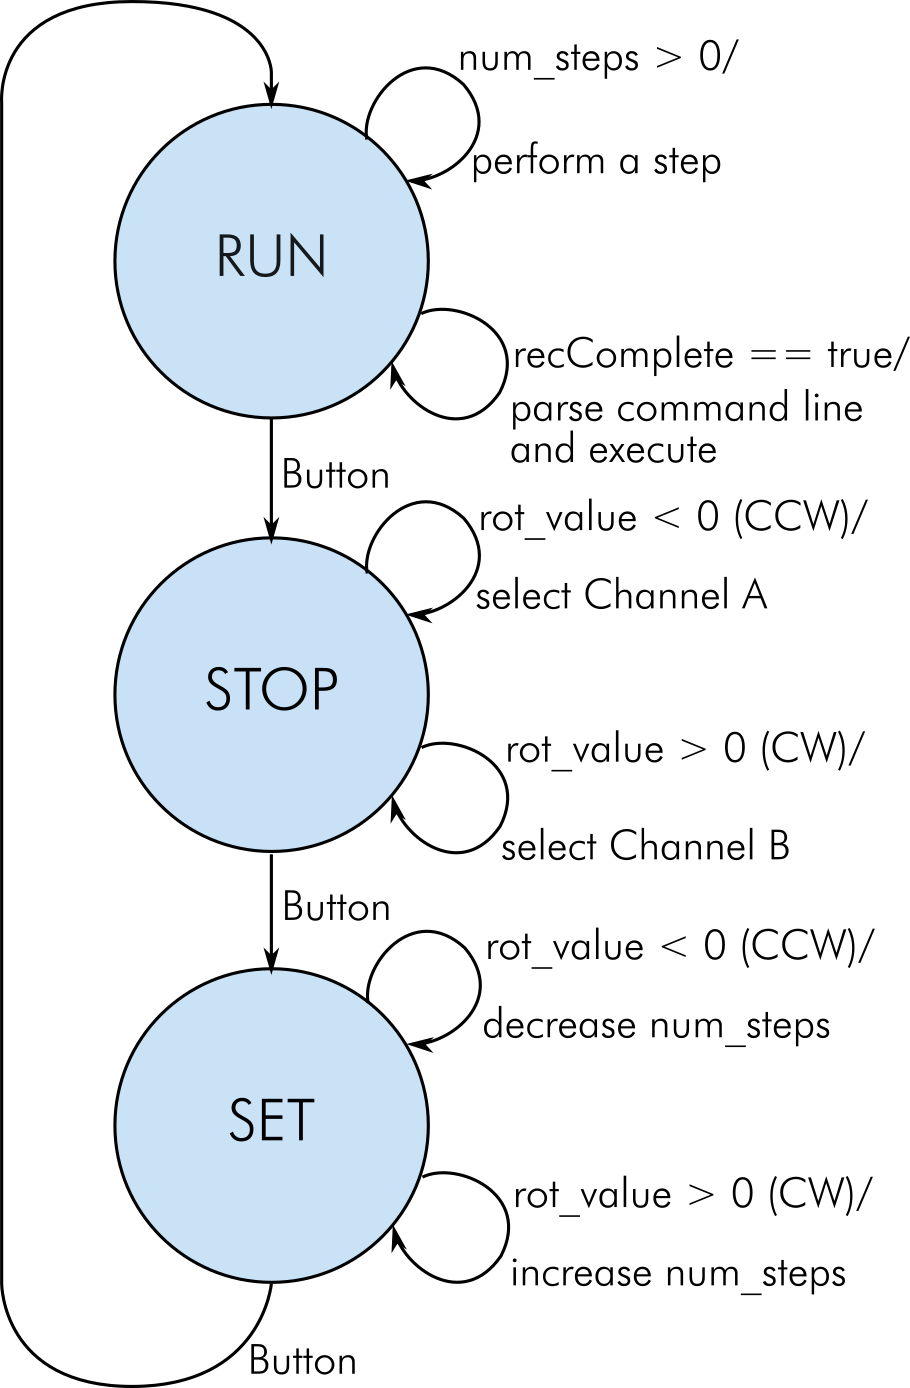 num_steps > 0/
perform a step
RUN
recComplete == true/
parse command line
and execute
Button
rot_value < 0 (CCW)/
select Channel A
STOP
rot_value > 0 (CW)/
select Channel B
Button
rot_value < 0 (CCW)/
decrease num_steps
SET
rot_value > 0 (CW)/
increase num_steps
Button